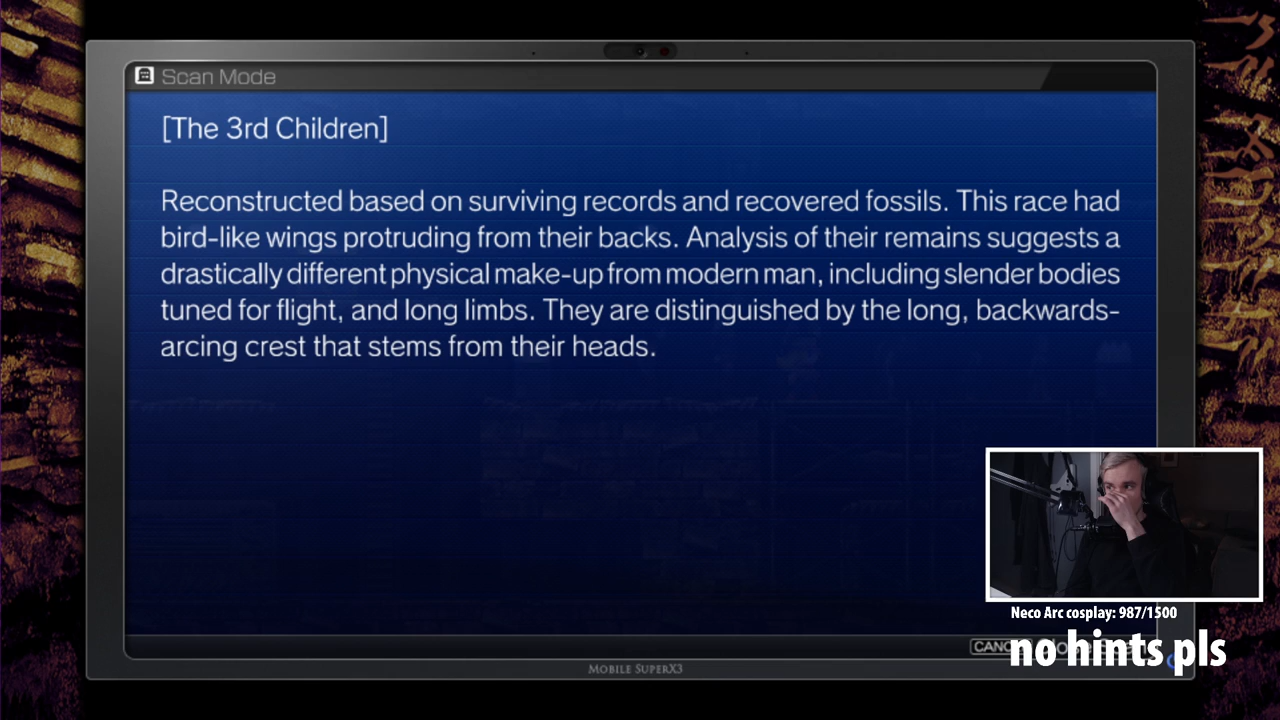 Scan Mode
[The 3rd Children]
Reconstructed based on surviving records and recovered fossils. This race had
bird-like wings protruding from their backs. Analysis of their remains suggests a
drastically different physical make-up from modern man, including slender bodies
tuned for flight, and long limbs. They are distinguished by the long, backwards-
arcing crest that stems from their heads.
Neco Arc cosplay: 987/1500
no hints pls
MOBILE SUPERX3